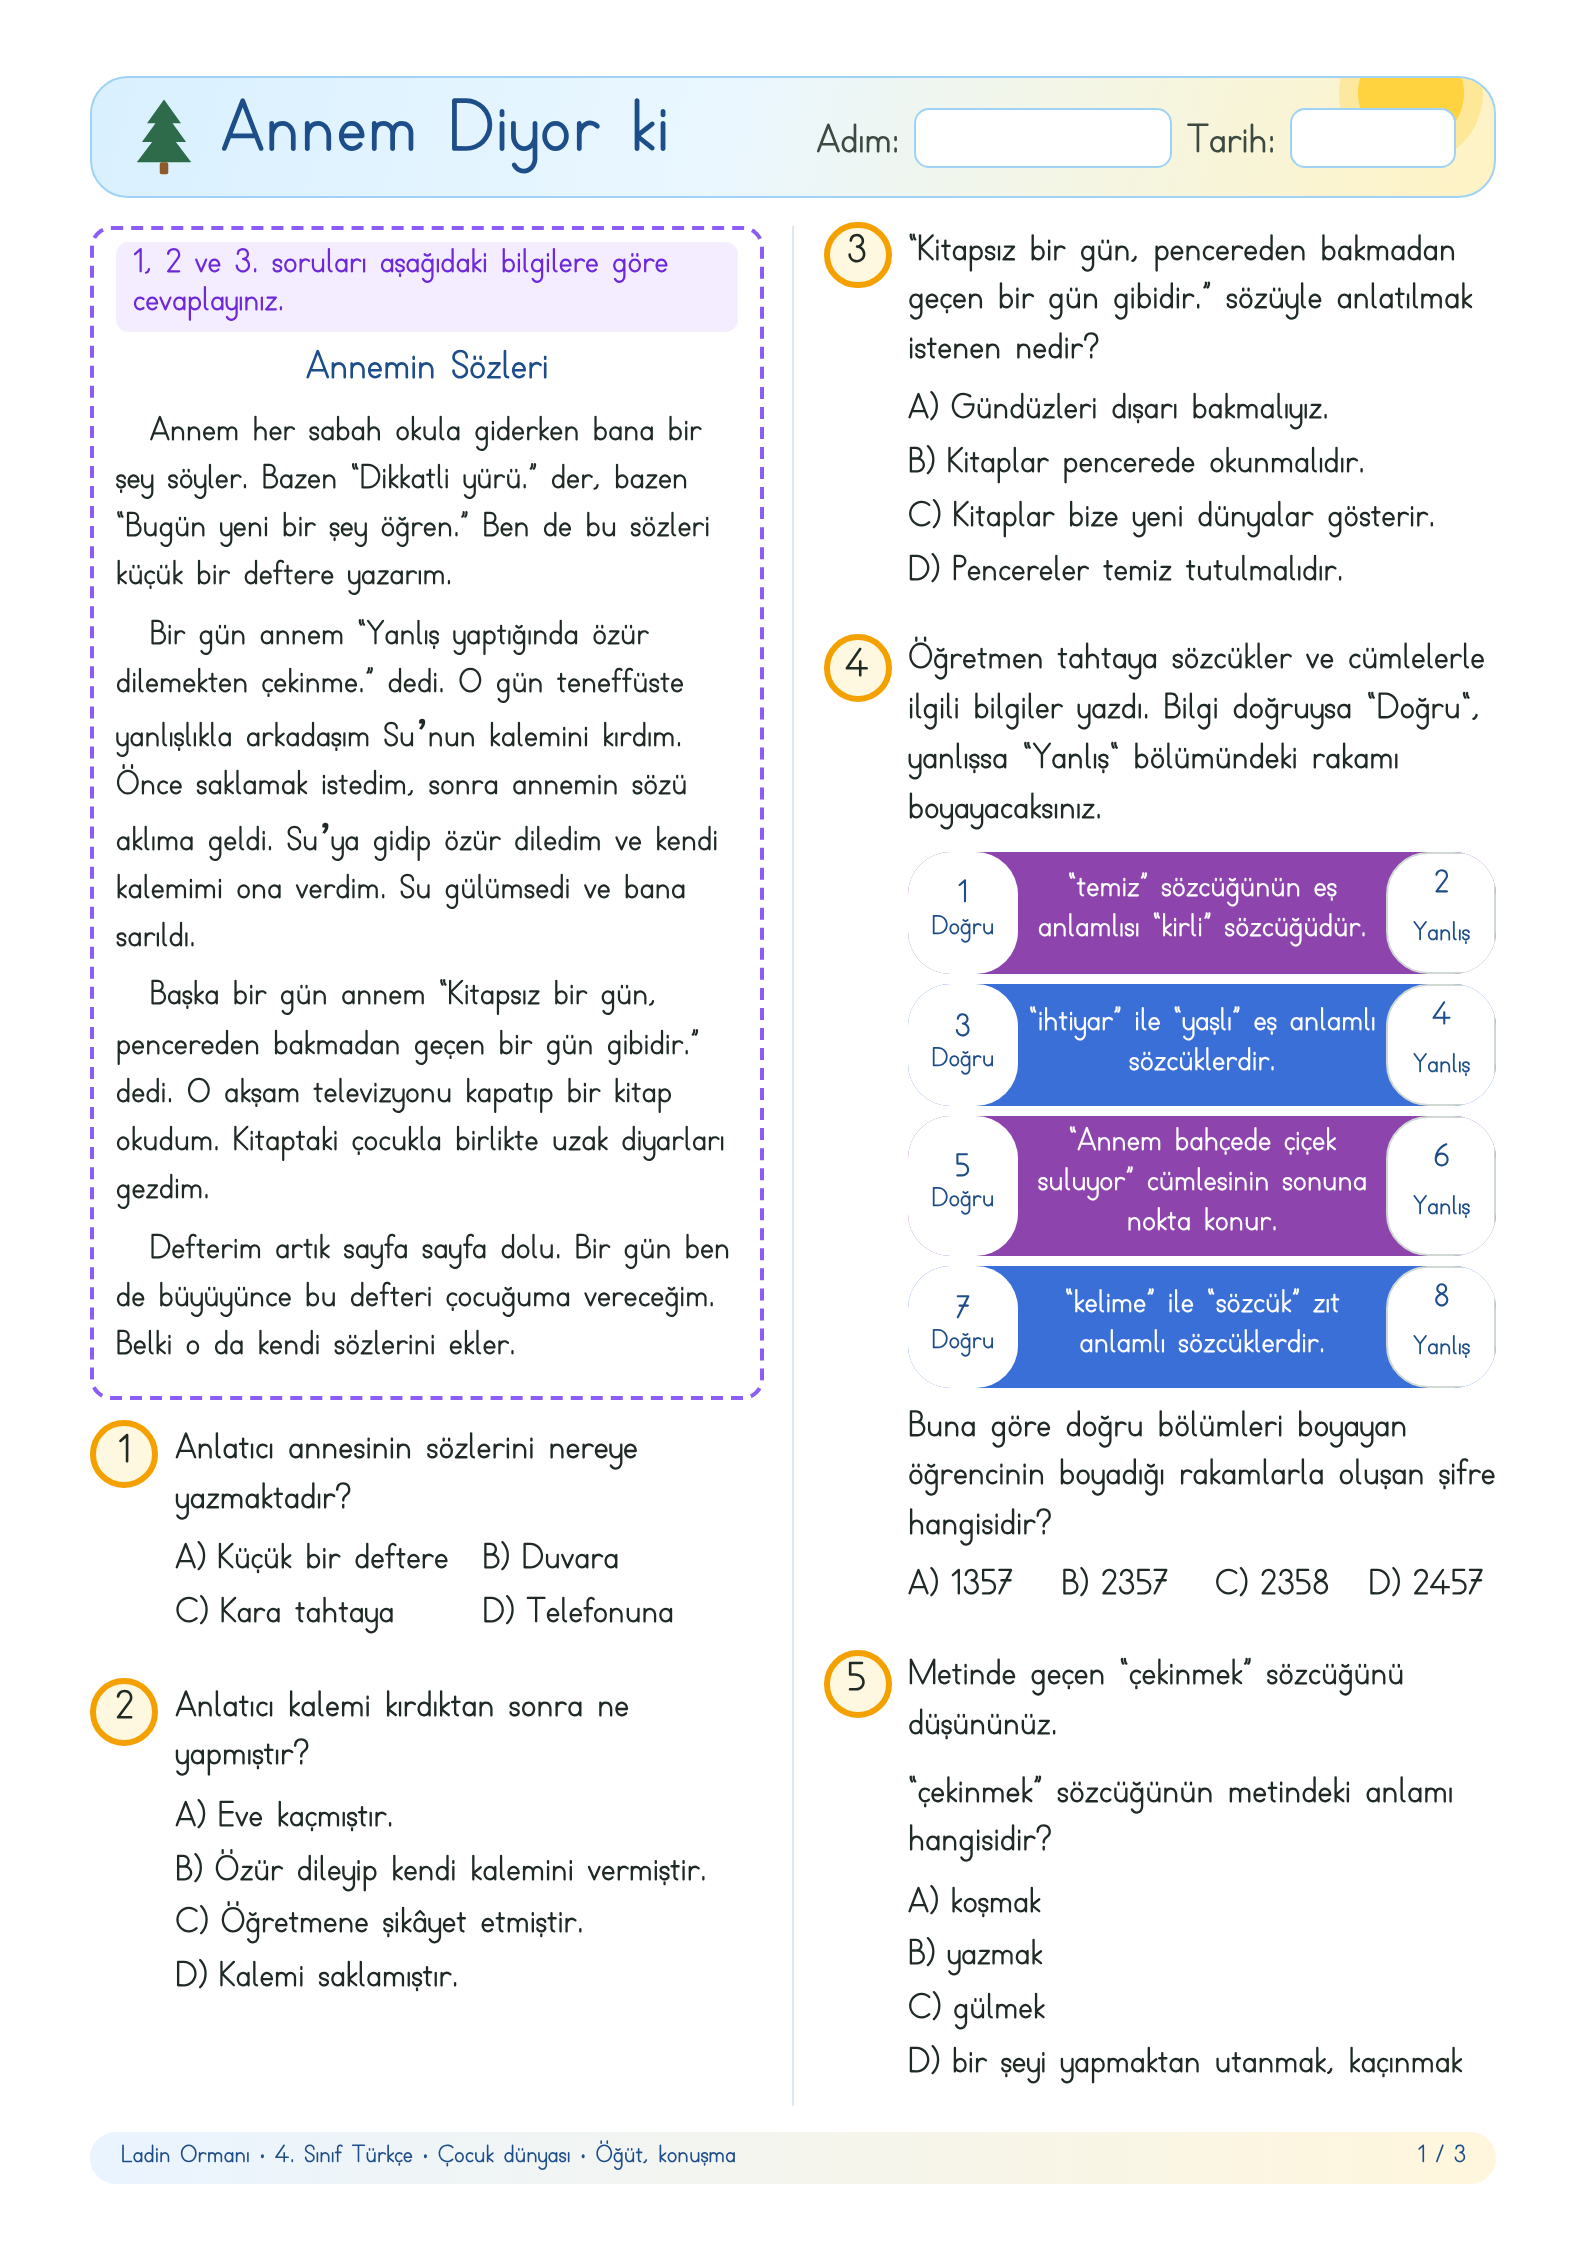 Annem Diyor ki
Adım:
Tarih:
1, 2 ve 3. soruları aşağıdaki bilgilere göre
cevaplayınız.
Annemin Sözleri
Annem her sabah okula giderken bana bir
şey söyler. Bazen “Dikkatli yürü.” der, bazen
“Bugün yeni bir şey öğren.” Ben de bu sözleri
küçük bir deftere yazarım.
Bir gün annem “Yanlış yaptığında özür
dilemekten çekinme.” dedi. O gün teneffüste
yanlışlıkla arkadaşım Su’nun kalemini kırdım.
Önce saklamak istedim, sonra annemin sözü
aklıma geldi. Su’ya gidip özür diledim ve kendi
kalemimi ona verdim. Su gülümsedi ve bana
sarıldı.
Başka bir gün annem “Kitapsız bir gün,
pencereden bakmadan geçen bir gün gibidir.”
dedi. O akşam televizyonu kapatıp bir kitap
okudum. Kitaptaki çocukla birlikte uzak diyarları
gezdim.
Defterim artık sayfa sayfa dolu. Bir gün ben
de büyüyünce bu defteri çocuğuma vereceğim.
Belki o da kendi sözlerini ekler.
1
Anlatıcı annesinin sözlerini nereye
yazmaktadır?
A) Küçük bir deftere B) Duvara
C) Kara tahtaya D) Telefonuna
2
Anlatıcı kalemi kırdıktan sonra ne
yapmıştır?
A) Eve kaçmıştır.
B) Özür dileyip kendi kalemini vermiştir.
C) Öğretmene şikâyet etmiştir.
D) Kalemi saklamıştır.
3
“Kitapsız bir gün, pencereden bakmadan
geçen bir gün gibidir.” sözüyle anlatılmak
istenen nedir?
A) Gündüzleri dışarı bakmalıyız.
B) Kitaplar pencerede okunmalıdır.
C) Kitaplar bize yeni dünyalar gösterir.
D) Pencereler temiz tutulmalıdır.
4
Öğretmen tahtaya sözcükler ve cümlelerle
ilgili bilgiler yazdı. Bilgi doğruysa “Doğru“,
yanlışsa “Yanlış“ bölümündeki rakamı
boyayacaksınız.
1
Doğru
“temiz” sözcüğünün eş
anlamlısı “kirli” sözcüğüdür.
2
Yanlış
3
Doğru
“ihtiyar” ile “yaşlı” eş anlamlı
sözcüklerdir.
4
Yanlış
5
Doğru
“Annem bahçede çiçek
suluyor” cümlesinin sonuna
nokta konur.
6
Yanlış
7
Doğru
“kelime” ile “sözcük” zıt
anlamlı sözcüklerdir.
8
Yanlış
Buna göre doğru bölümleri boyayan
öğrencinin boyadığı rakamlarla oluşan şifre
hangisidir?
A) 1357 B) 2357 C) 2358 D) 2457
5
Metinde geçen “çekinmek” sözcüğünü
düşününüz.
“çekinmek” sözcüğünün metindeki anlamı
hangisidir?
A) koşmak
B) yazmak
C) gülmek
D) bir şeyi yapmaktan utanmak, kaçınmak
Ladin Ormanı • 4. Sınıf Türkçe • Çocuk dünyası • Öğüt, konuşma
1 / 3